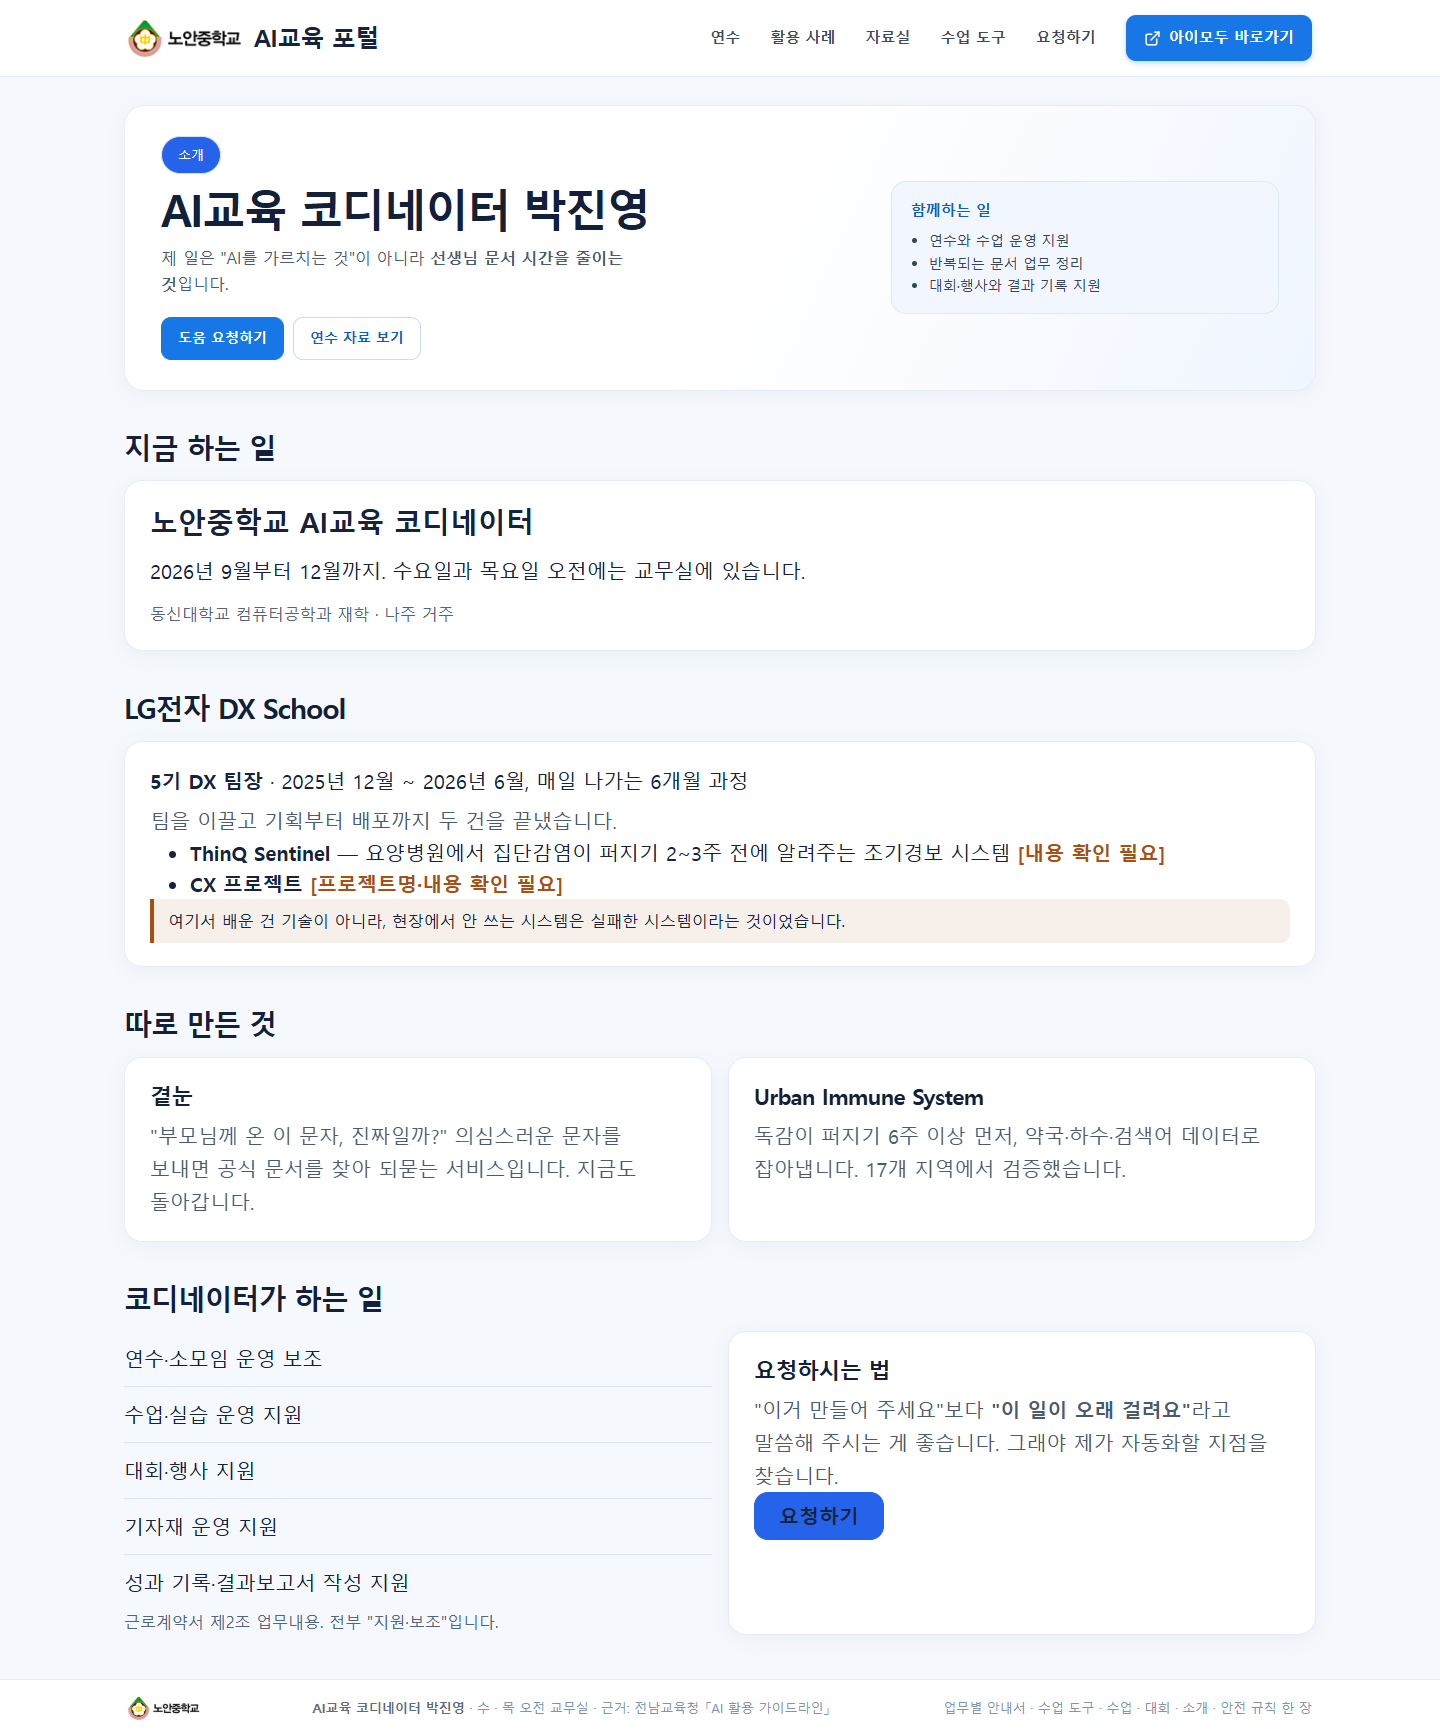 노안중학교 AI교육 포털
연수 활용 사례 자료실 수업 도구 요청하기 아이모두 바로가기
소개
AI교육 코디네이터 박진영
제 일은 "AI를 가르치는 것"이 아니라 선생님 문서 시간을 줄이는
것입니다.
도움 요청하기 연수 자료 보기
함께하는 일
연수와 수업 운영 지원
반복되는 문서 업무 정리
대회·행사와 결과 기록 지원
지금 하는 일
노안중학교 AI교육 코디네이터
2026년 9월부터 12월까지. 수요일과 목요일 오전에는 교무실에 있습니다.
동신대학교 컴퓨터공학과 재학 · 나주 거주
LG전자 DX School
5기 DX 팀장 · 2025년 12월 ~ 2026년 6월, 매일 나가는 6개월 과정
팀을 이끌고 기획부터 배포까지 두 건을 끝냈습니다.
ThinQ Sentinel — 요양병원에서 집단감염이 퍼지기 2~3주 전에 알려주는 조기경보 시스템 [내용 확인 필요]
CX 프로젝트 [프로젝트명·내용 확인 필요]
여기서 배운 건 기술이 아니라, 현장에서 안 쓰는 시스템은 실패한 시스템이라는 것이었습니다.
따로 만든 것
곁눈
"부모님께 온 이 문자, 진짜일까?" 의심스러운 문자를
보내면 공식 문서를 찾아 되묻는 서비스입니다. 지금도
돌아갑니다.
Urban Immune System
독감이 퍼지기 6주 이상 먼저, 약국·하수·검색어 데이터로
잡아냅니다. 17개 지역에서 검증했습니다.
코디네이터가 하는 일
연수·소모임 운영 보조
수업·실습 운영 지원
대회·행사 지원
기자재 운영 지원
성과 기록·결과보고서 작성 지원
근로계약서 제2조 업무내용. 전부 "지원·보조"입니다.
요청하시는 법
"이거 만들어 주세요"보다 "이 일이 오래 걸려요"라고
말씀해 주시는 게 좋습니다. 그래야 제가 자동화할 지점을
찾습니다.
요청하기
노안중학교
AI교육 코디네이터 박진영 · 수 · 목 오전 교무실 · 근거: 전남교육청 「AI 활용 가이드라인」
업무별 안내서 · 수업 도구 · 수업 · 대회 · 소개 · 안전 규칙 한 장